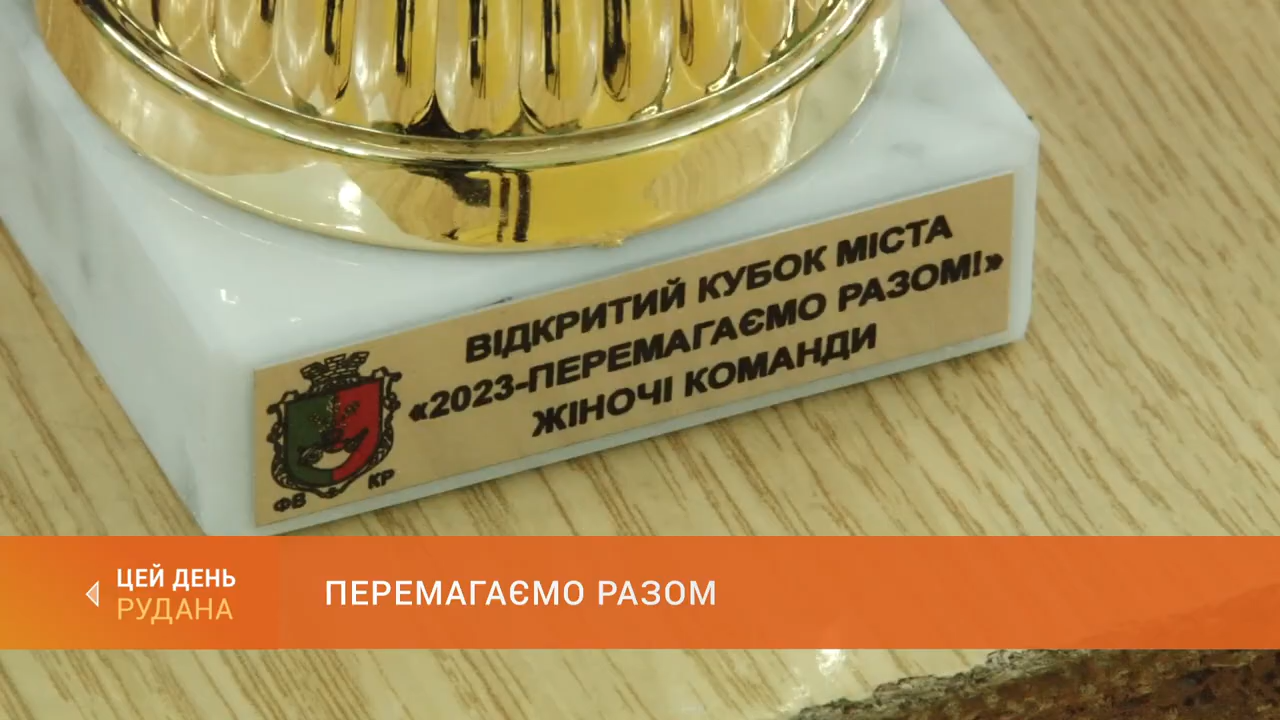 ВІДКРИТИЙ КУБОК МІСТА
«2023-ПЕРЕМАГАЄМО РАЗОМ!»
ЖІНОЧІ КОМАНДИ
ФВ КР
ЦЕЙ ДЕНЬ
РУДАНА
ПЕРЕМАГАЄМО РАЗОМ